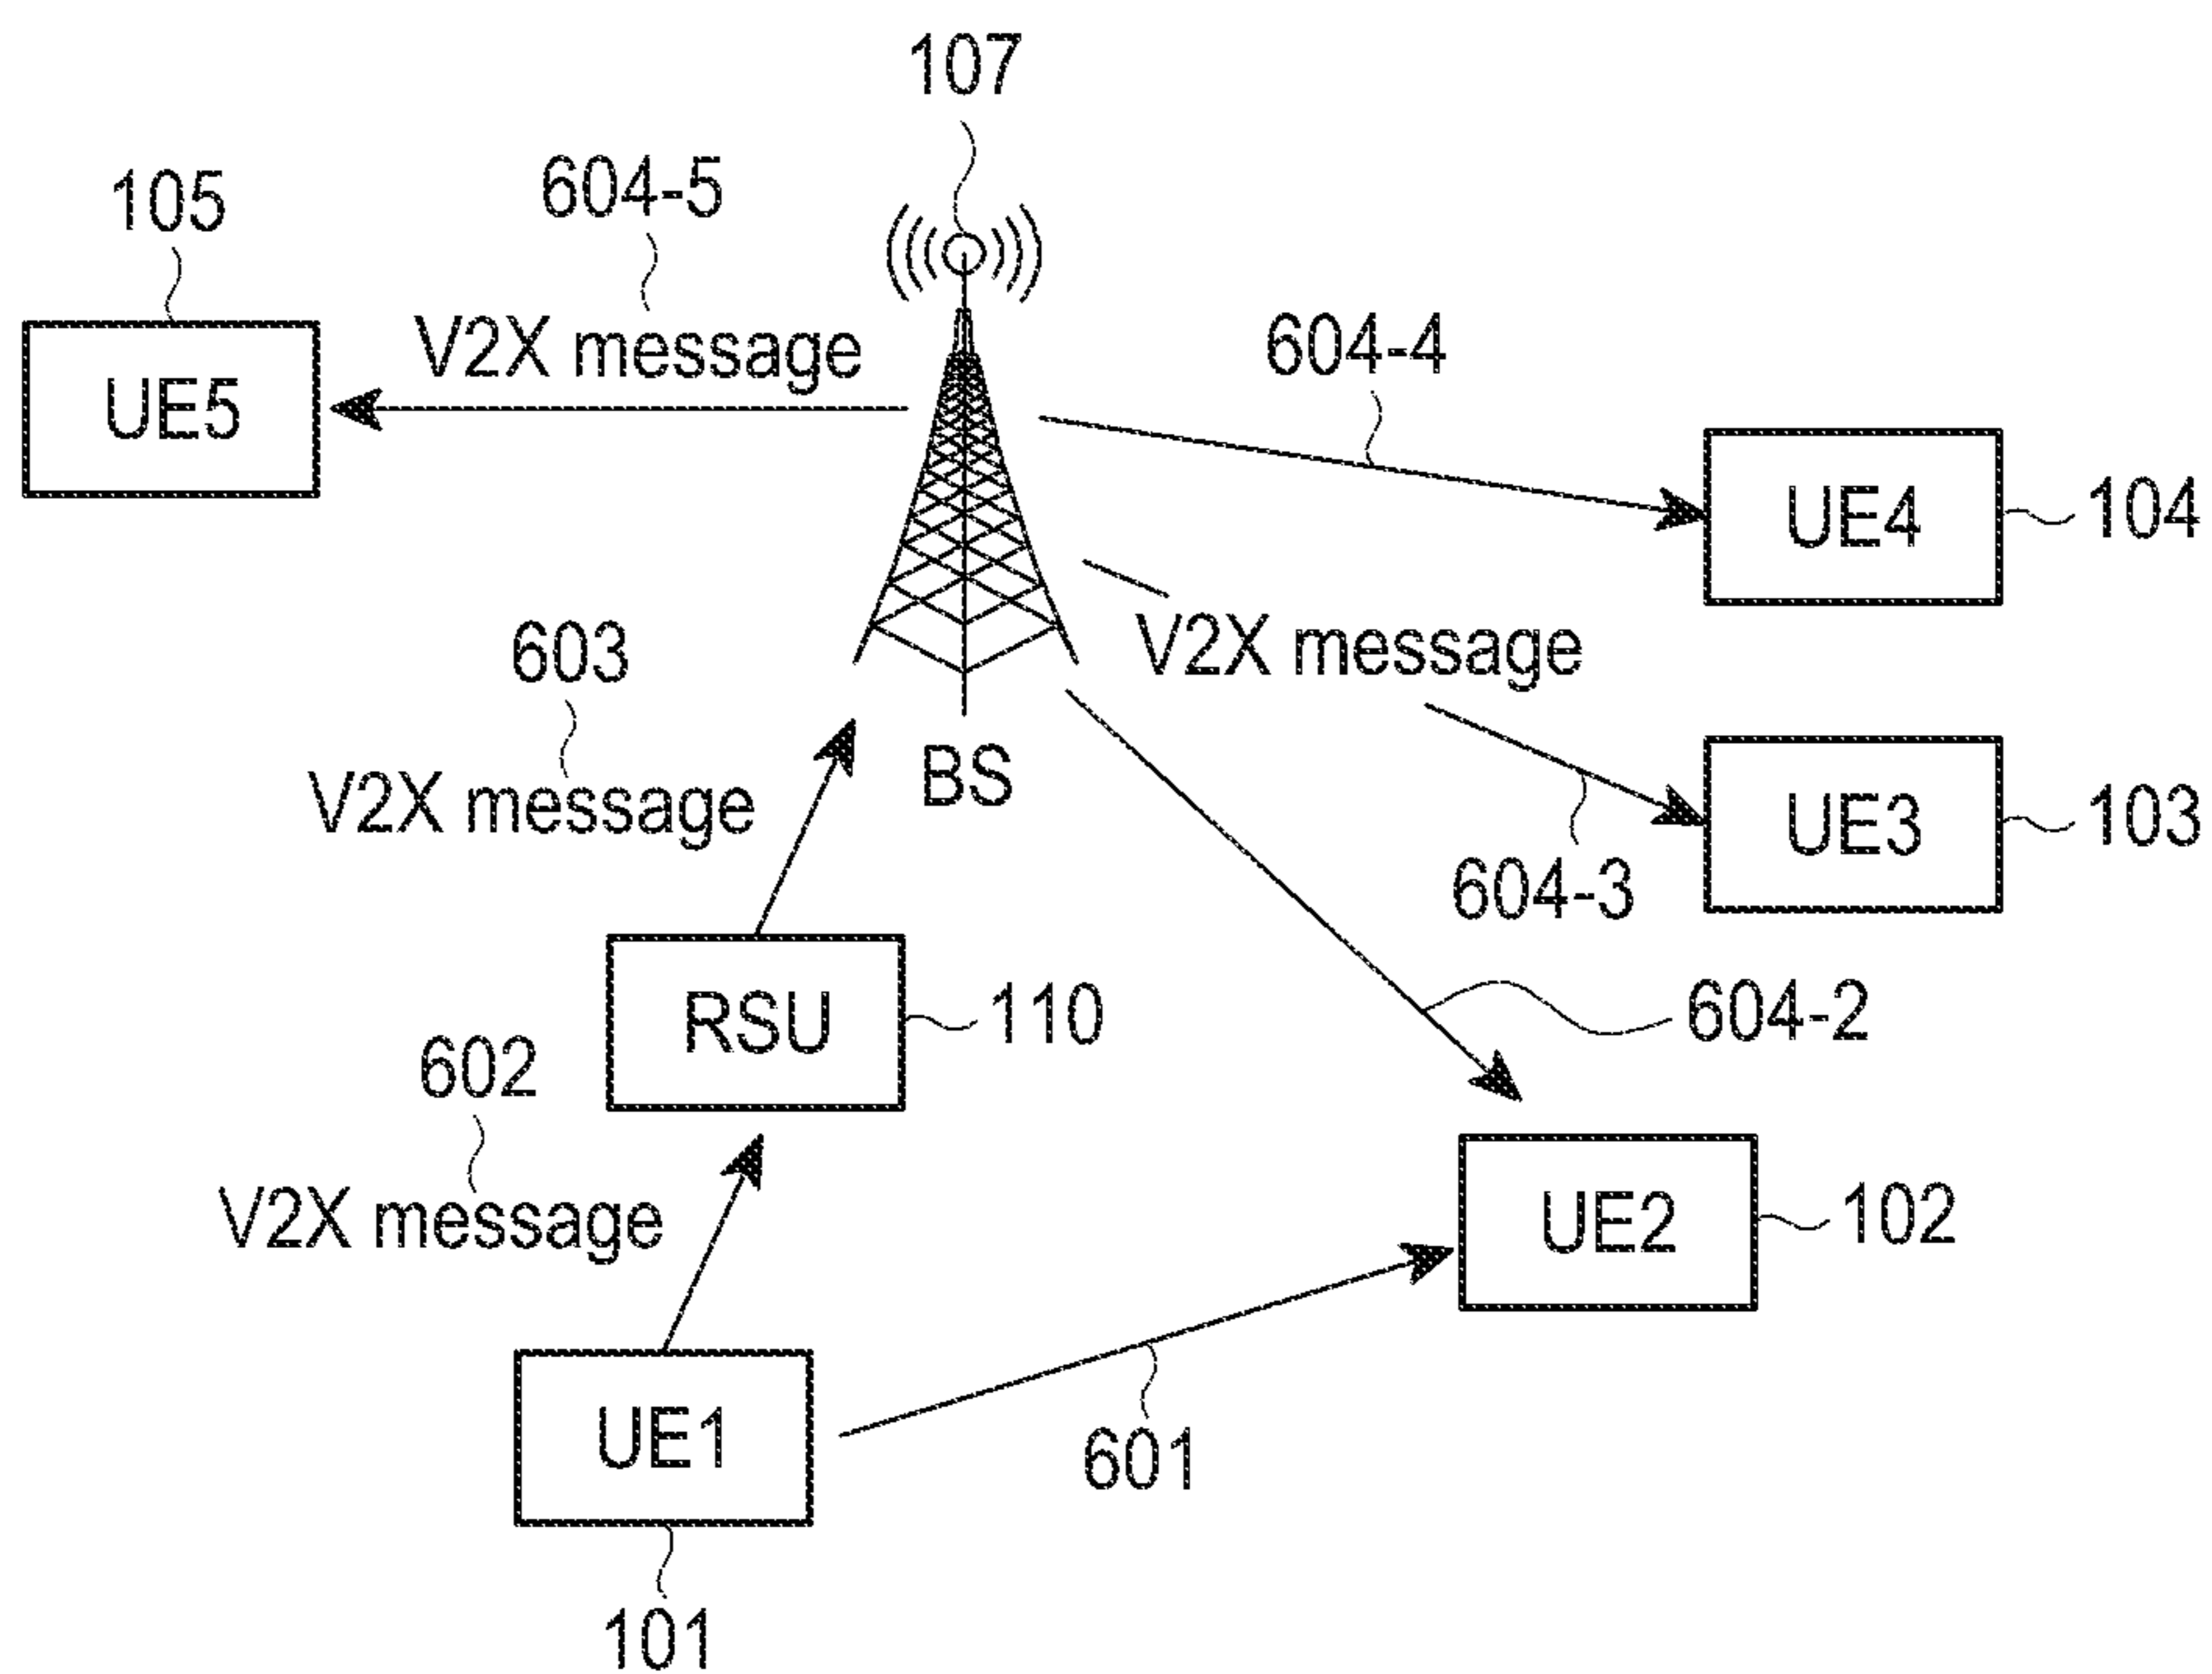 107
604-5
105
V2X message
UE5
604-4
UE4
104
V2X message
603
V2X message
BS
UE3
103
604-3
RSU
110
604-2
602
V2X message
UE2
102
UE1
601
101